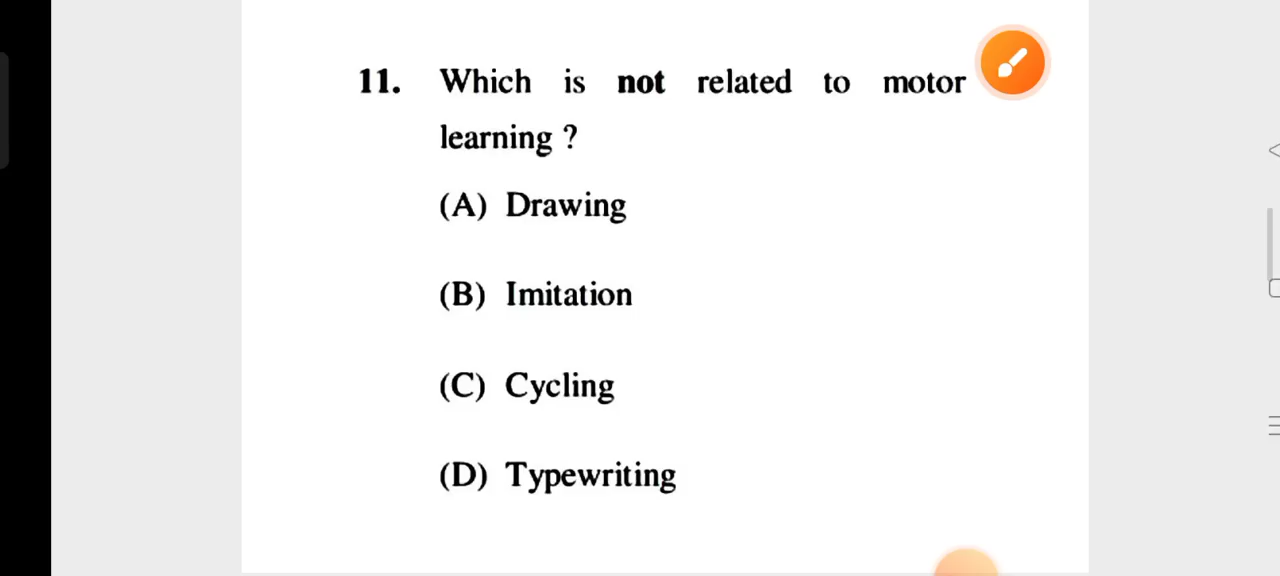 11. Which is not related to motor
learning ?
(A) Drawing
(B) Imitation
(C) Cycling
(D) Typewriting